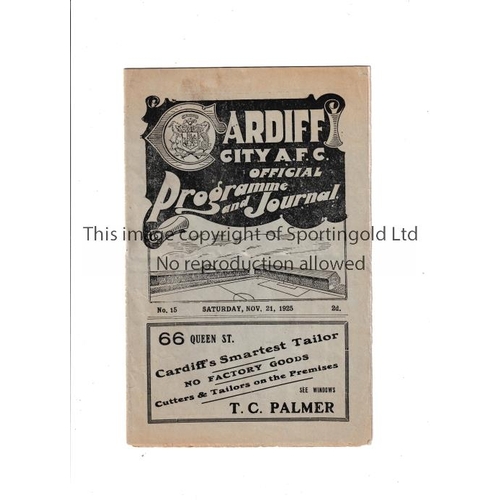 CARDIFF
CITY A.F.C.
OFFICIAL
Programme
and Journal.
This image copyright of Sportingold Ltd
No reproduction allowed
No. 15 SATURDAY, NOV. 21, 1925 2d.
66 QUEEN ST.
Cardiff's Smartest Tailor
NO FACTORY GOODS
Cutters & Tailors on the Premises
SEE WINDOWS
T. C. PALMER